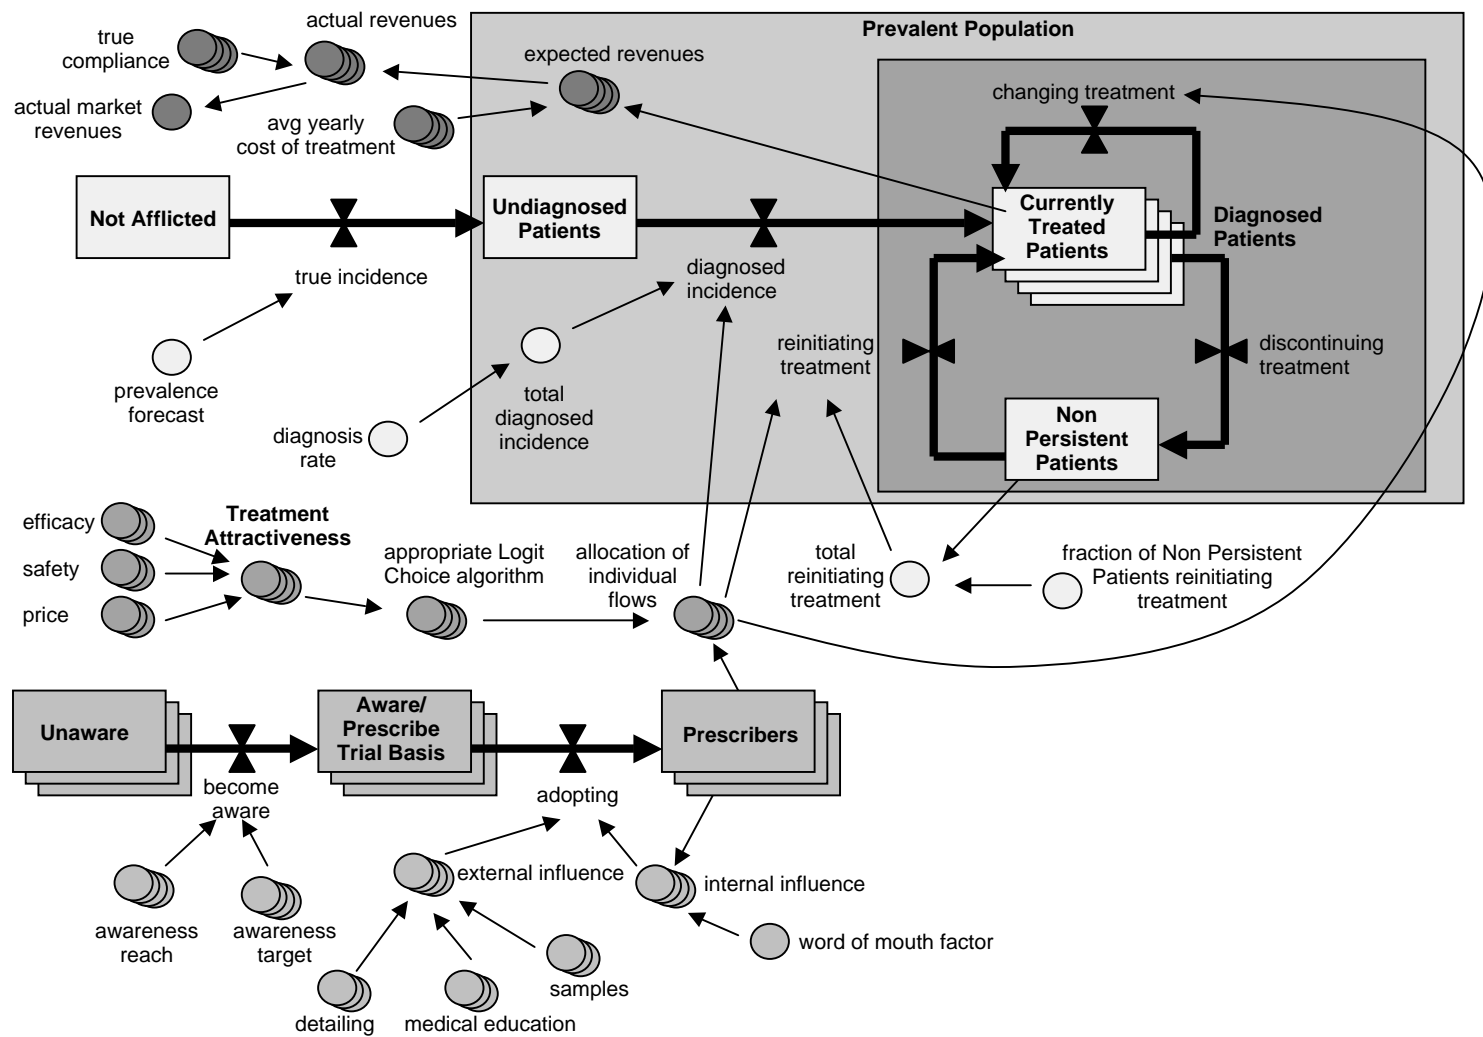 actual revenues
true
compliance
actual market
revenues
avg yearly
cost of treatment
expected revenues
Prevalent Population
changing treatment
Not Afflicted
true incidence
Undiagnosed
Patients
diagnosed
incidence
Currently
Treated
Patients
Diagnosed
Patients
prevalence
forecast
diagnosis
rate
total
diagnosed
incidence
reinitiating
treatment
discontinuing
treatment
Non
Persistent
Patients
efficacy
safety
price
Treatment
Attractiveness
appropriate Logit
Choice algorithm
allocation of
individual
flows
total
reinitiating
treatment
fraction of Non Persistent
Patients reinitiating
treatment
Unaware
become
aware
Aware/
Prescribe
Trial Basis
adopting
Prescribers
awareness
reach
awareness
target
external influence
internal influence
word of mouth factor
detailing
medical education
samples